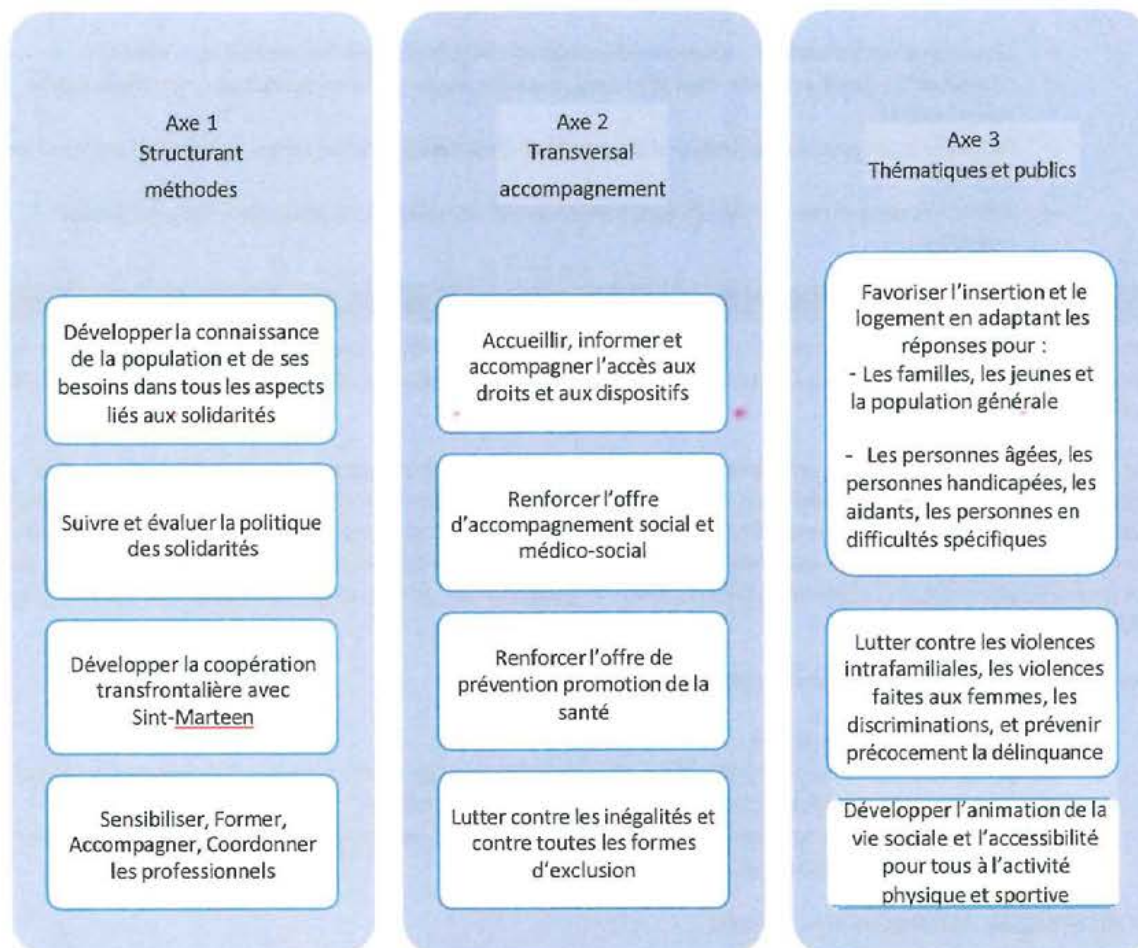 Axe 1
Structurant
méthodes
Développer la connaissance
de la population et de ses
besoins dans tous les aspects
liés aux solidarités
Suivre et évaluer la politique
des solidarités
Développer la coopération
transfrontalière avec
Sint-Marteen
Sensibiliser, Former,
Accompagner, Coordonner
les professionnels
Axe 2
Transversal
accompagnement
Accueillir, informer et
accompagner l'accès aux
droits et aux dispositifs
Renforcer l'offre
d'accompagnement social et
médico-social
Renforcer l'offre de
prévention promotion de la
santé
Lutter contre les inégalités et
contre toutes les formes
d'exclusion
Axe 3
Thématiques et publics
Favoriser l'insertion et le
logement en adaptant les
réponses pour :
- Les familles, les jeunes et
la population générale
- Les personnes âgées, les
personnes handicapées, les
aidants, les personnes en
difficultés spécifiques
Lutter contre les violences
intrafamiliales, les violences
faites aux femmes, les
discriminations, et prévenir
précocement la délinquance
Développer l'animation de la
vie sociale et l'accessibilité
pour tous à l'activité
physique et sportive